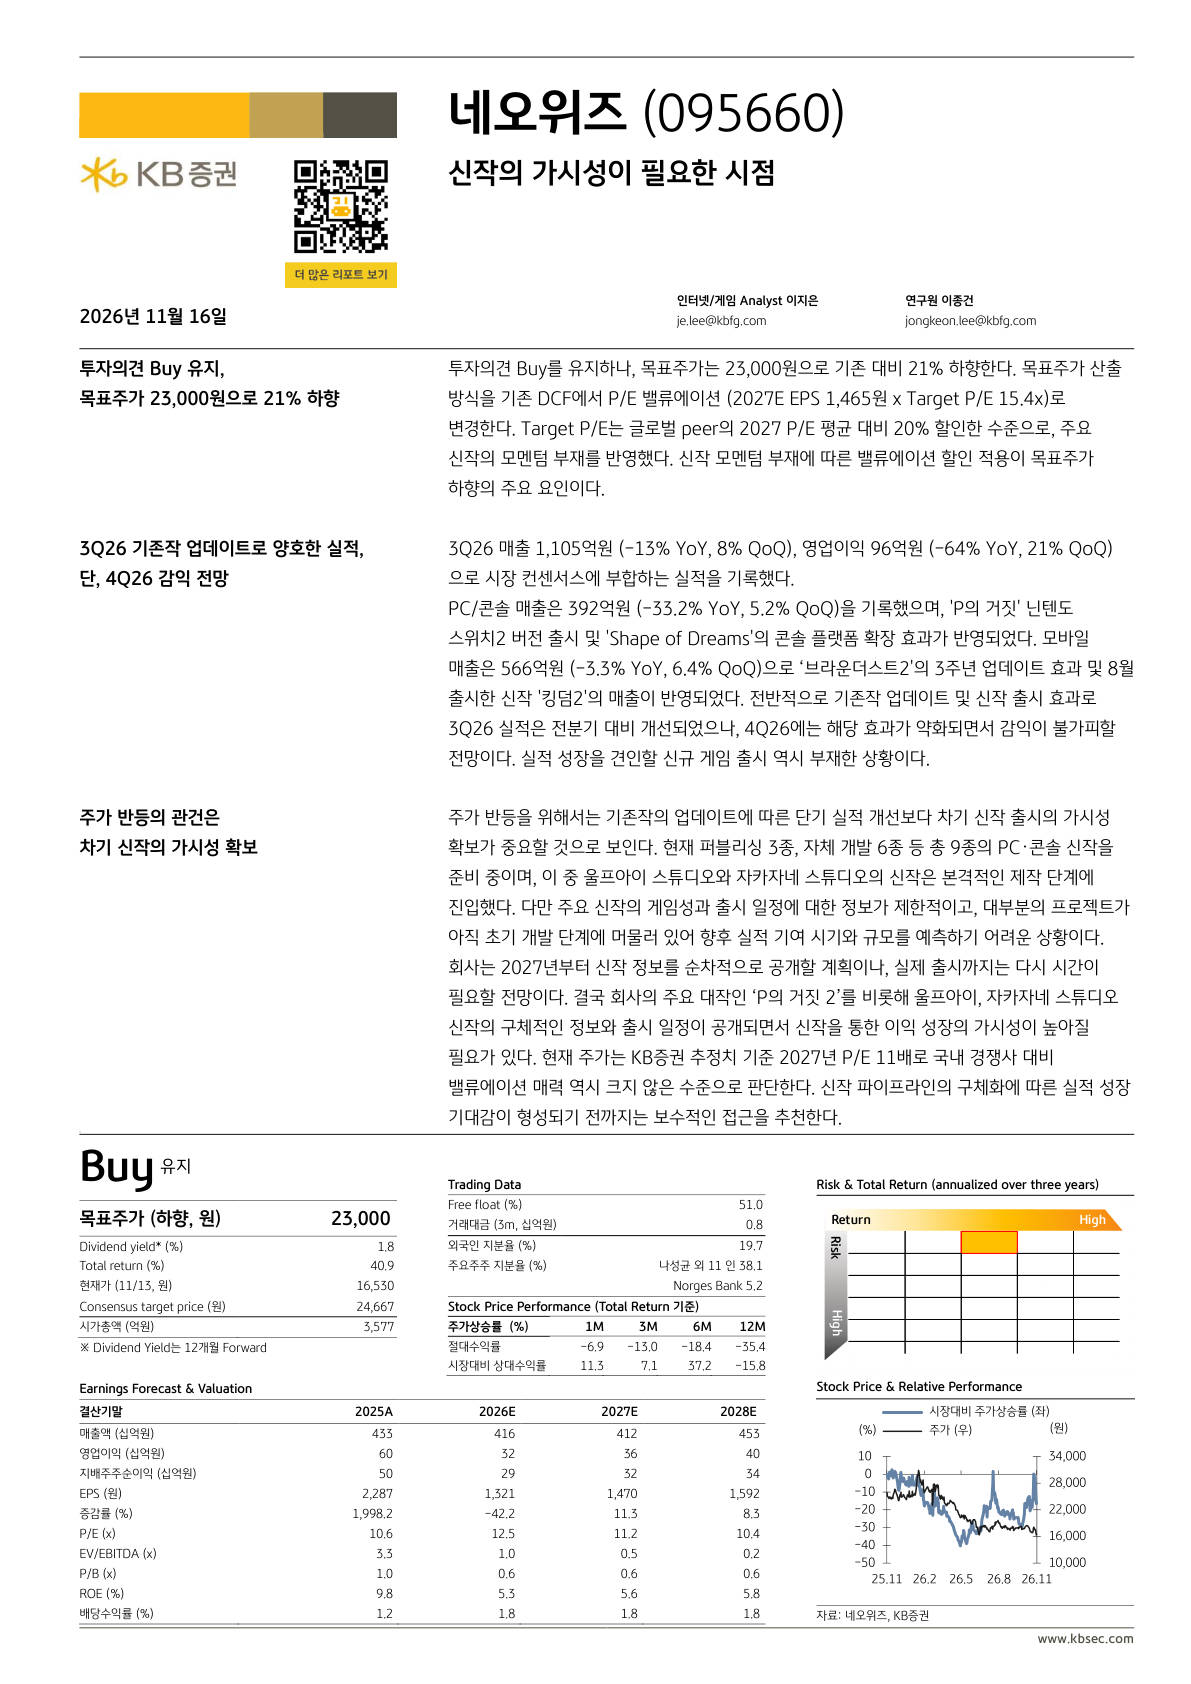 네오위즈 (095660)
신작의 가시성이 필요한 시점
KB증권
더 많은 리포트 보기
2026년 11월 16일
인터넷/게임 Analyst 이지은
je.lee@kbfg.com
연구원 이종건
jongkeon.lee@kbfg.com
투자의견 Buy 유지,
목표주가 23,000원으로 21% 하향
투자의견 Buy를 유지하나, 목표주가는 23,000원으로 기존 대비 21% 하향한다. 목표주가 산출
방식을 기존 DCF에서 P/E 밸류에이션 (2027E EPS 1,465원 x Target P/E 15.4x)로
변경한다. Target P/E는 글로벌 peer의 2027 P/E 평균 대비 20% 할인한 수준으로, 주요
신작의 모멘텀 부재를 반영했다. 신작 모멘텀 부재에 따른 밸류에이션 할인 적용이 목표주가
하향의 주요 요인이다.
3Q26 기존작 업데이트로 양호한 실적,
단, 4Q26 감익 전망
3Q26 매출 1,105억원 (-13% YoY, 8% QoQ), 영업이익 96억원 (-64% YoY, 21% QoQ)
으로 시장 컨센서스에 부합하는 실적을 기록했다.
PC/콘솔 매출은 392억원 (-33.2% YoY, 5.2% QoQ)을 기록했으며, 'P의 거짓' 닌텐도
스위치2 버전 출시 및 'Shape of Dreams'의 콘솔 플랫폼 확장 효과가 반영되었다. 모바일
매출은 566억원 (-3.3% YoY, 6.4% QoQ)으로 ‘브라운더스트2'의 3주년 업데이트 효과 및 8월
출시한 신작 '킹덤2'의 매출이 반영되었다. 전반적으로 기존작 업데이트 및 신작 출시 효과로
3Q26 실적은 전분기 대비 개선되었으나, 4Q26에는 해당 효과가 약화되면서 감익이 불가피할
전망이다. 실적 성장을 견인할 신규 게임 출시 역시 부재한 상황이다.
주가 반등의 관건은
차기 신작의 가시성 확보
주가 반등을 위해서는 기존작의 업데이트에 따른 단기 실적 개선보다 차기 신작 출시의 가시성
확보가 중요할 것으로 보인다. 현재 퍼블리싱 3종, 자체 개발 6종 등 총 9종의 PC·콘솔 신작을
준비 중이며, 이 중 울프아이 스튜디오와 자카자네 스튜디오의 신작은 본격적인 제작 단계에
진입했다. 다만 주요 신작의 게임성과 출시 일정에 대한 정보가 제한적이고, 대부분의 프로젝트가
아직 초기 개발 단계에 머물러 있어 향후 실적 기여 시기와 규모를 예측하기 어려운 상황이다.
회사는 2027년부터 신작 정보를 순차적으로 공개할 계획이나, 실제 출시까지는 다시 시간이
필요할 전망이다. 결국 회사의 주요 대작인 ‘P의 거짓 2’를 비롯해 울프아이, 자카자네 스튜디오
신작의 구체적인 정보와 출시 일정이 공개되면서 신작을 통한 이익 성장의 가시성이 높아질
필요가 있다. 현재 주가는 KB증권 추정치 기준 2027년 P/E 11배로 국내 경쟁사 대비
밸류에이션 매력 역시 크지 않은 수준으로 판단한다. 신작 파이프라인의 구체화에 따른 실적 성장
기대감이 형성되기 전까지는 보수적인 접근을 추천한다.
Buy 유지
목표주가 (하향, 원) 23,000
Dividend yield* (%) 1.8
Total return (%) 40.9
현재가 (11/13, 원) 16,530
Consensus target price (원) 24,667
시가총액 (억원) 3,577
※ Dividend Yield는 12개월 Forward
Trading Data
Free float (%) 51.0
거래대금 (3m, 십억원) 0.8
외국인 지분율 (%) 19.7
주요주주 지분율 (%) 나성균 외 11 인 38.1
Norges Bank 5.2
Stock Price Performance (Total Return 기준)
주가상승률 (%) 1M 3M 6M 12M
절대수익률 -6.9 -13.0 -18.4 -35.4
시장대비 상대수익률 11.3 7.1 37.2 -15.8
Risk & Total Return (annualized over three years)
Return High
Risk
High
Earnings Forecast & Valuation
결산기말 2025A 2026E 2027E 2028E
매출액 (십억원) 433 416 412 453
영업이익 (십억원) 60 32 36 40
지배주주순이익 (십억원) 50 29 32 34
EPS (원) 2,287 1,321 1,470 1,592
증감률 (%) 1,998.2 -42.2 11.3 8.3
P/E (x) 10.6 12.5 11.2 10.4
EV/EBITDA (x) 3.3 1.0 0.5 0.2
P/B (x) 1.0 0.6 0.6 0.6
ROE (%) 9.8 5.3 5.6 5.8
배당수익률 (%) 1.2 1.8 1.8 1.8
Stock Price & Relative Performance
시장대비 주가상승률 (좌)
(%) 주가 (우) (원)
10 34,000
0
-10 28,000
-20 22,000
-30
-40 16,000
-50 10,000
25.11 26.2 26.5 26.8 26.11
자료: 네오위즈, KB증권
www.kbsec.com